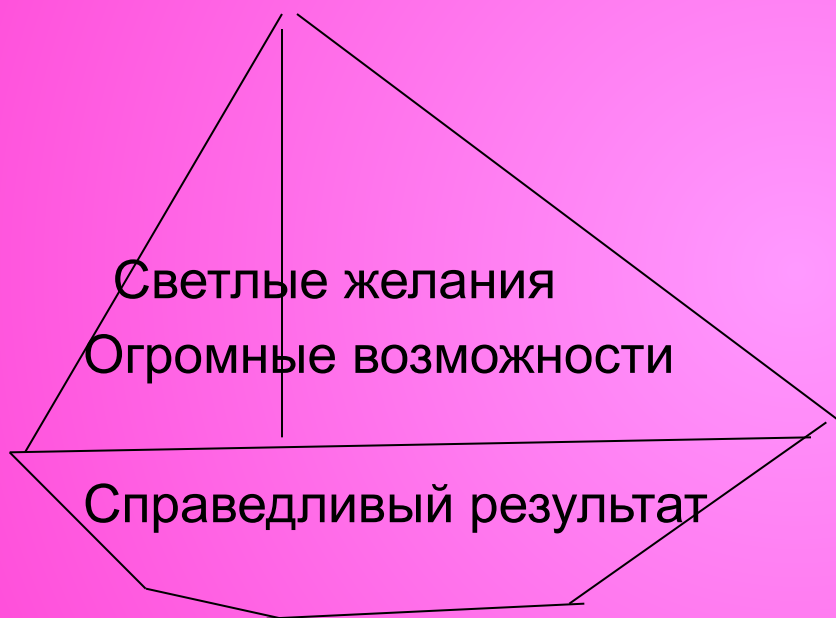 Светлые желания
Огромные возможности
Справедливый результат